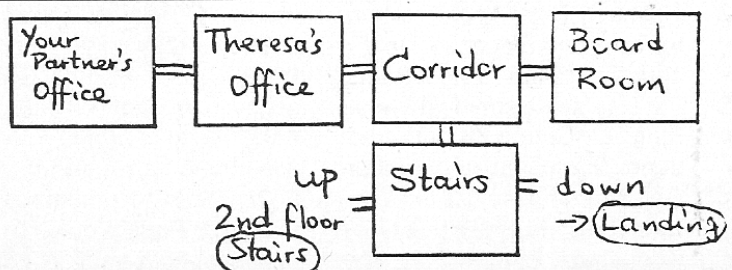 Your
Partner's
Office
Theresa's
Office
Corridor
Board
Room
Stairs
up
2nd floor
Stairs
down
→ Landing